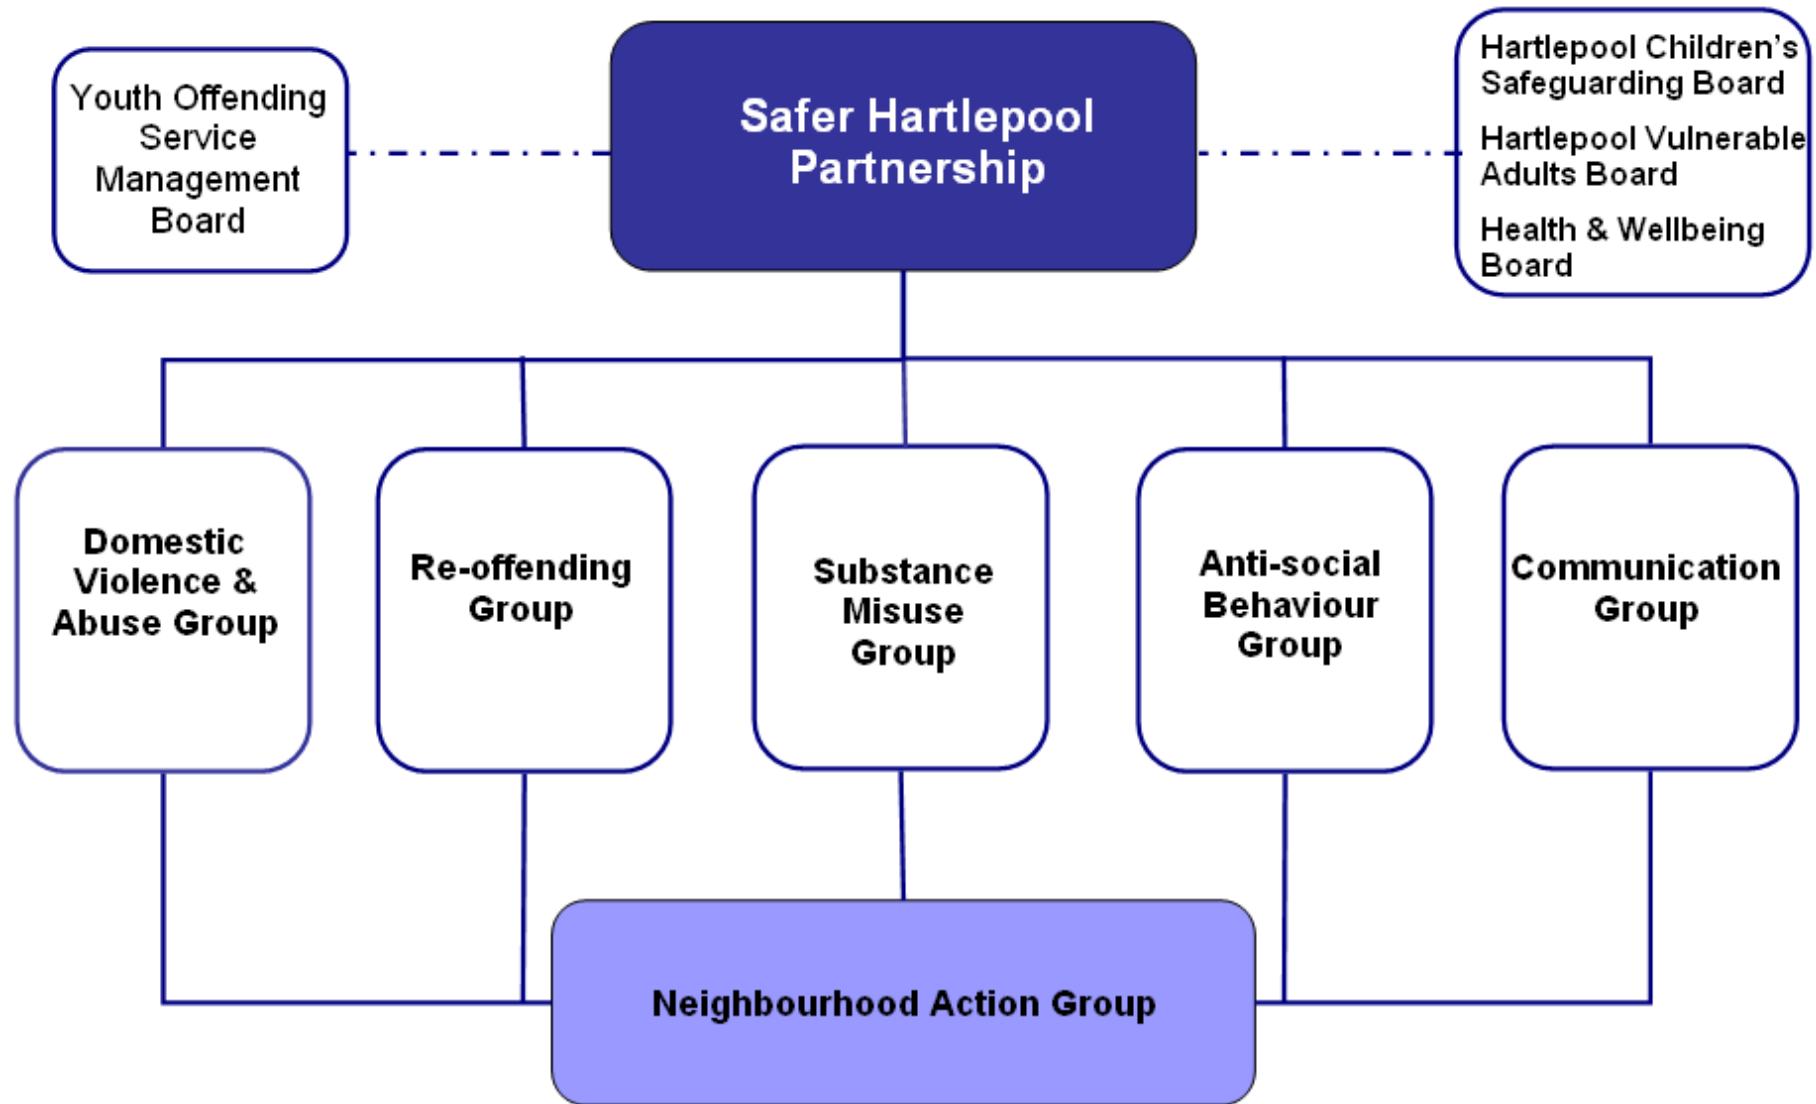 Youth Offending
Service
Management
Board
Safer Hartlepool
Partnership
Hartlepool Children’s
Safeguarding Board
Hartlepool Vulnerable
Adults Board
Health & Wellbeing
Board
Domestic
Violence &
Abuse Group
Re-offending
Group
Substance
Misuse
Group
Anti-social
Behaviour
Group
Communication
Group
Neighbourhood Action Group